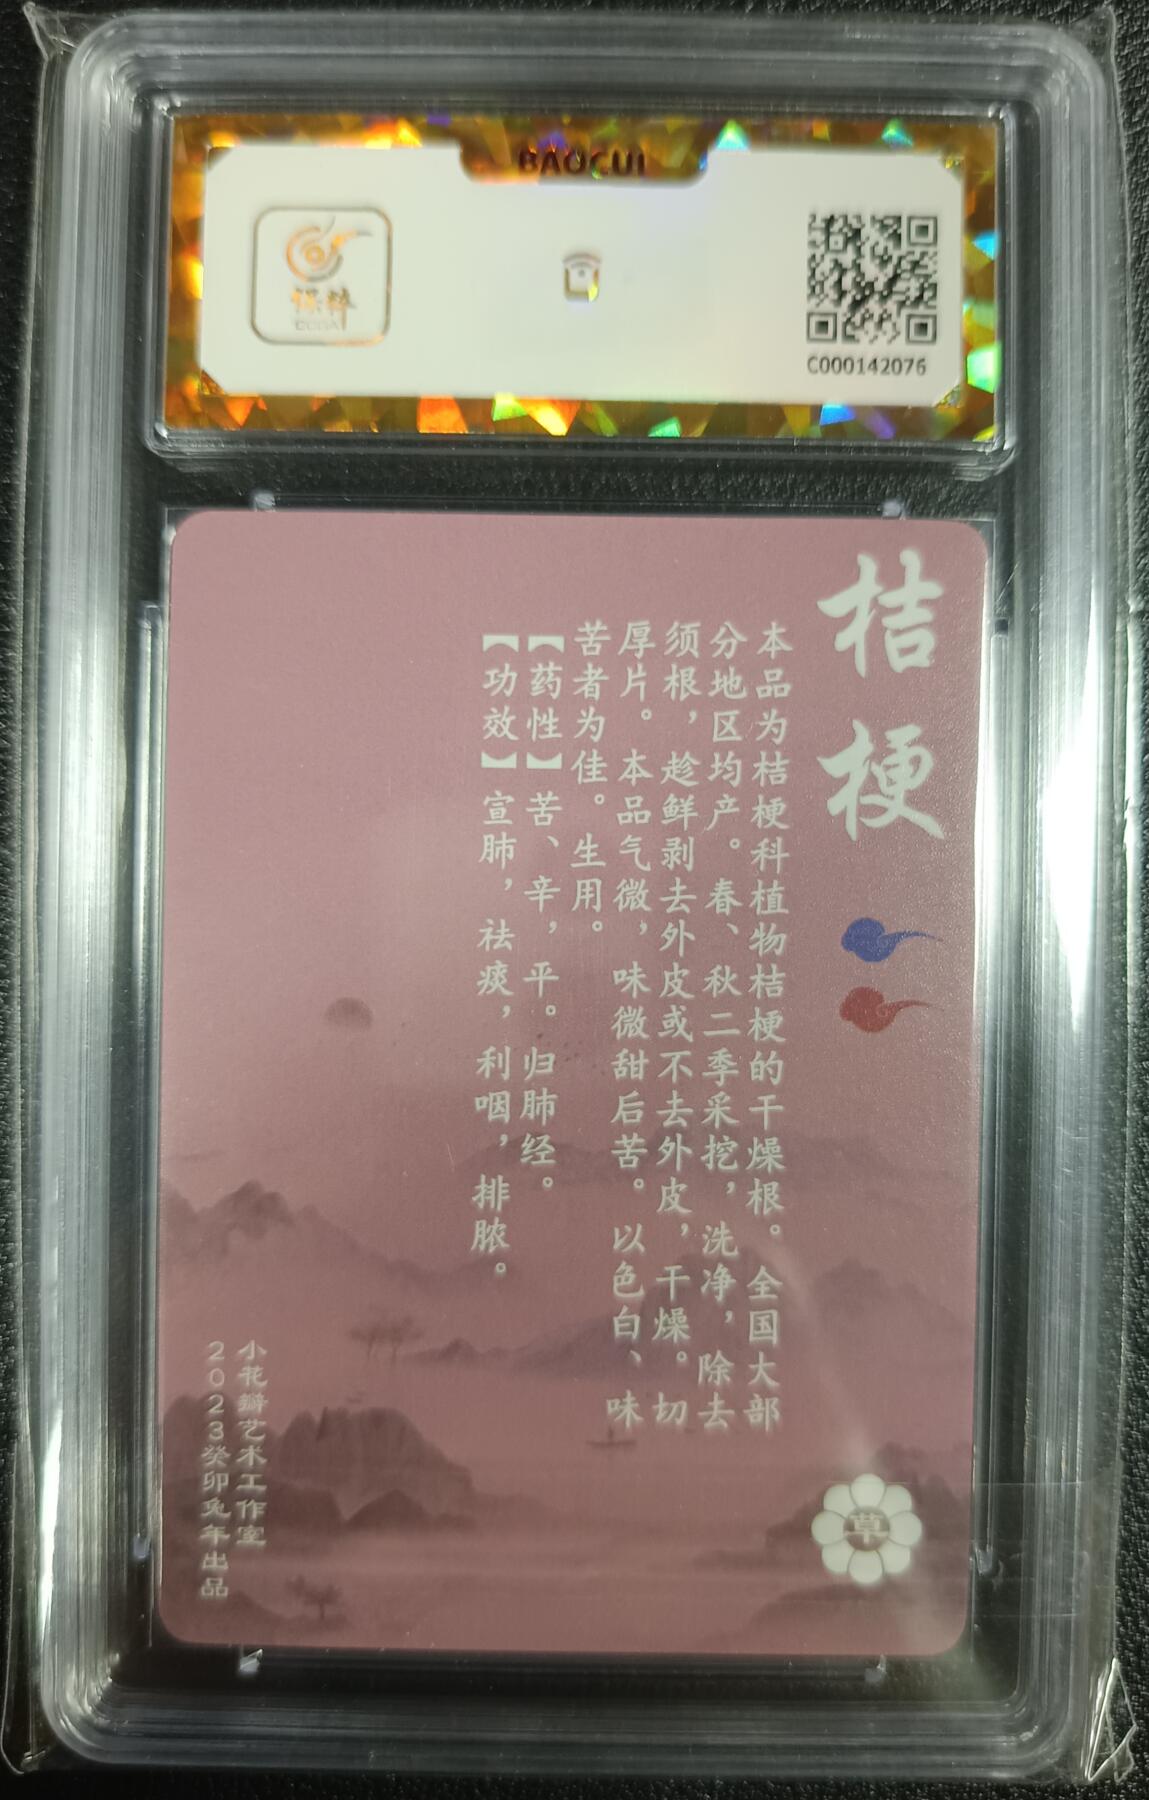 BAOCUI
保粹
CCGA
C000142076
桔梗
本品为桔梗科植物桔梗的干燥根。全国大部
分地区均产。春、秋二季采挖，洗净，除去
须根，趁鲜剥去外皮或不去外皮，干燥。切
厚片。本品气微，味微甜后苦。以色白、味
苦者为佳。生用。
【药性】苦、辛，平。归肺经。
【功效】宣肺，祛痰，利咽，排脓。
草
小花瓣艺术工作室
2023癸卯兔年出品